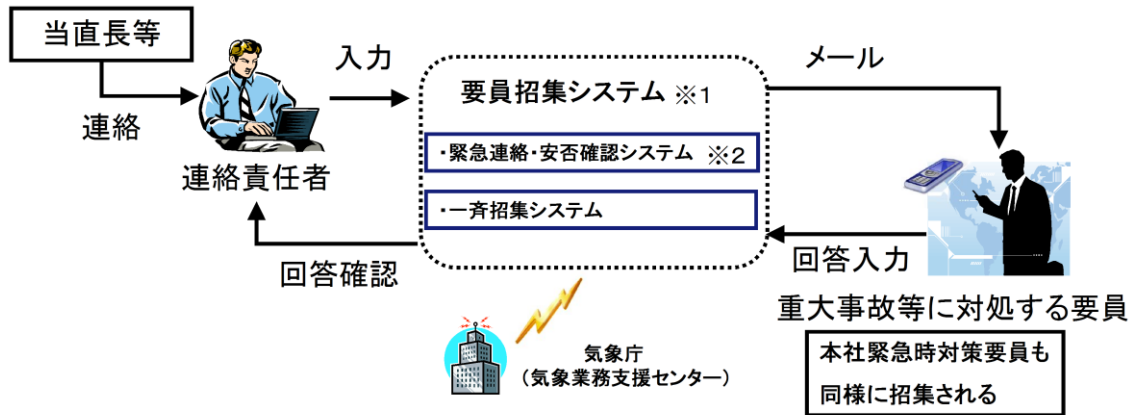 当直長等
連絡
連絡責任者
入力
要員招集システム ※1
・緊急連絡・安否確認システム ※2
・一斉招集システム
メール
回答入力
回答確認
重大事故等に対処する要員
本社緊急時対策要員も
同様に招集される
気象庁
（気象業務支援センター）